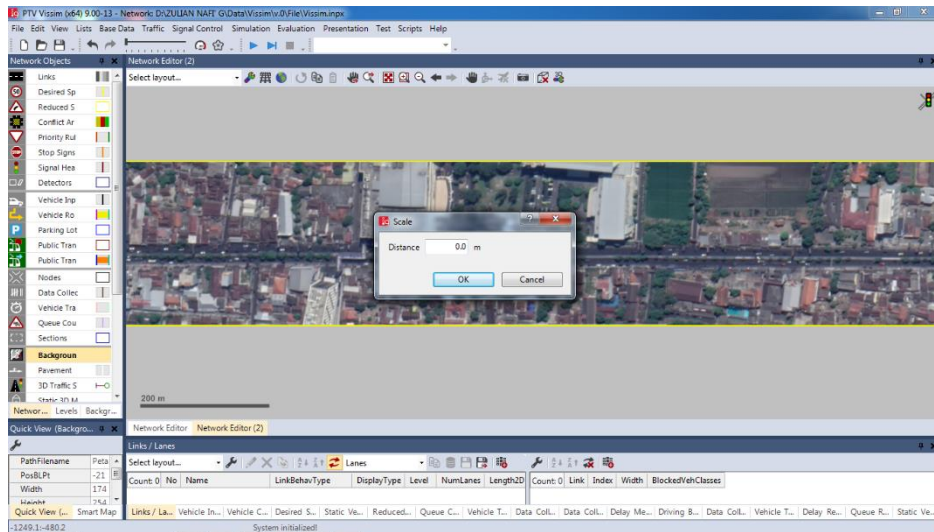 PTV Vissim (x64) 9.00-13 - Network: D:\ZULIAN NAFI' G\Data\Vissim\v.0\File\Vissim.inpx
File Edit View Lists Base Data Traffic Signal Control Simulation Evaluation Presentation Test Scripts Help
Network Objects
Network Editor (2)
Select layout...
Links
Desired Sp
Reduced S
Conflict Ar
Priority Rul
Stop Signs
Signal Hea
Detectors
Vehicle Inp
Vehicle Ro
Parking Lot
Public Tran
Public Tran
Nodes
Data Collec
Vehicle Tra
Queue Cou
Sections
Backgroun
Pavement
3D Traffic S
Static 3D M
Scale
Distance 0.0 m
OK Cancel
200 m
Networ... Levels Backgr...
Network Editor Network Editor (2)
Quick View (Backgro...
Links / Lanes
PathFilename Peta
PosBLPt -21
Width 174
Height 254
Select layout... Lanes
Count: 0 No Name LinkBehavType DisplayType Level NumLanes Length2D Count: 0 Link Index Width BlockedVehClasses
Quick View (... Smart Map Links / La... Vehicle In... Vehicle C... Desired S... Static Ve... Reduced... Queue C... Vehicle T... Data Coll... Data Coll... Delay Me... Driving B... Data Coll... Vehicle T... Delay Re... Queue R... Static Ve...
-1249.1:-480.2 System initialized!